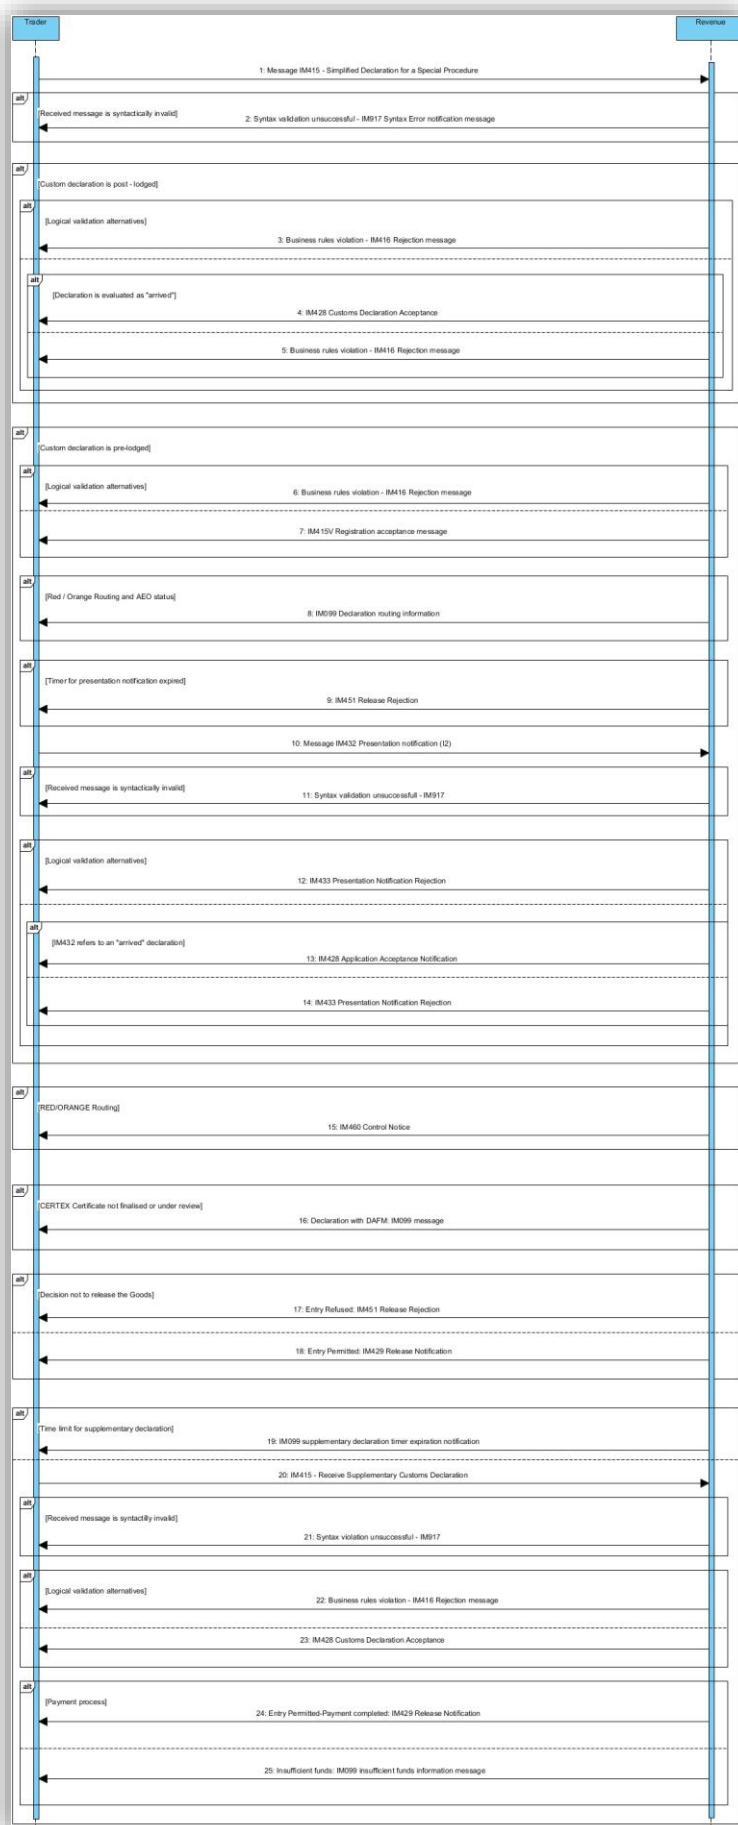 Trader
Revenue
1: Message IM415 - Simplified Declaration for a Special Procedure
alt
[Received message is syntactically invalid]
2: Syntax validation unsuccessful - IM917 Syntax Error notification message
alt
[Custom declaration is post - lodged]
alt
[Logical validation alternatives]
3: Business rules violation - IM416 Rejection message
alt
[Declaration is evaluated as "arrived"]
4: IM428 Customs Declaration Acceptance
5: Business rules violation - IM416 Rejection message
alt
[Custom declaration is pre-lodged]
alt
[Logical validation alternatives]
6: Business rules violation - IM416 Rejection message
7: IM415V Registration acceptance message
alt
[Red / Orange Routing and AEO status]
8: IM099 Declaration routing information
alt
[Timer for presentation notification expired]
9: IM451 Release Rejection
10: Message IM432 Presentation notification (I2)
alt
[Received message is syntactically invalid]
11: Syntax validation unsuccessfull - IM917
alt
[Logical validation alternatives]
12: IM433 Presentation Notification Rejection
alt
[IM432 refers to an "arrived" declaration]
13: IM428 Application Acceptance Notification
14: IM433 Presentation Notification Rejection
alt
[RED/ORANGE Routing]
15: IM460 Control Notice
alt
[CERTEX Certificate not finalised or under review]
16: Declaration with DAFM: IM099 message
alt
[Decision not to release the Goods]
17: Entry Refused: IM451 Release Rejection
18: Entry Permitted: IM429 Release Notification
alt
[Time limit for supplementary declaration]
19: IM099 supplementary declaration timer expiration notification
20: IM415 - Receive Supplementary Customs Declaration
alt
[Received message is syntactilly invalid]
21: Syntax violation unsuccessful - IM917
alt
[Logical validation alternatives]
22: Business rules violation - IM416 Rejection message
23: IM428 Customs Declaration Acceptance
alt
[Payment process]
24: Entry Permitted-Payment completed: IM429 Release Notification
25: Insufficient funds: IM099 insufficient funds information message